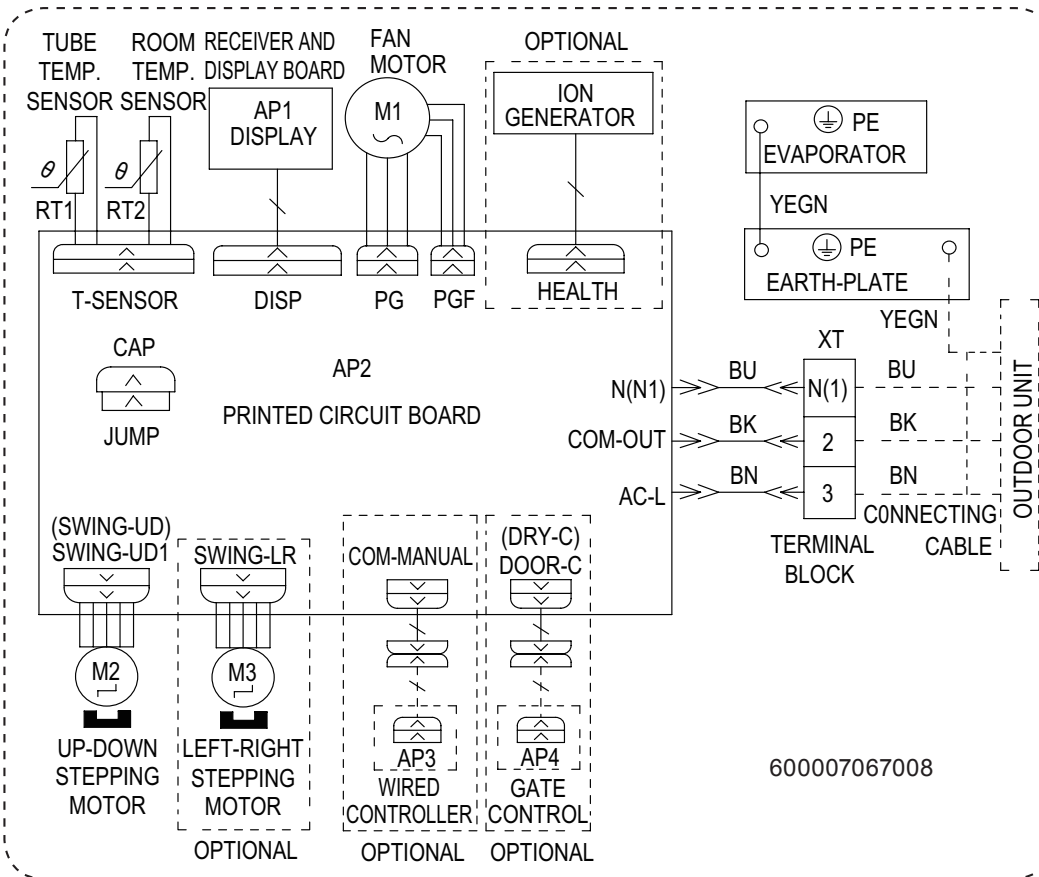 TUBE
TEMP.
SENSOR
ROOM
TEMP.
SENSOR
RECEIVER AND
DISPLAY BOARD
FAN
MOTOR
OPTIONAL
AP1
DISPLAY
M1
ION
GENERATOR
PE
EVAPORATOR
θ
RT1
θ
RT2
YEGN
PE
EARTH-PLATE
T-SENSOR
DISP
PG
PGF
HEALTH
YEGN
CAP
JUMP
AP2
PRINTED CIRCUIT BOARD
XT
N(N1)
BU
N(1)
BU
COM-OUT
BK
2
BK
AC-L
BN
3
BN
OUTDOOR UNIT
C0NNECTING
CABLE
TERMINAL
BLOCK
(SWING-UD)
SWING-UD1
SWING-LR
COM-MANUAL
(DRY-C)
DOOR-C
M2
M3
UP-DOWN
STEPPING
MOTOR
LEFT-RIGHT
STEPPING
MOTOR
OPTIONAL
AP3
WIRED
CONTROLLER
OPTIONAL
AP4
GATE
CONTROL
OPTIONAL
600007067008